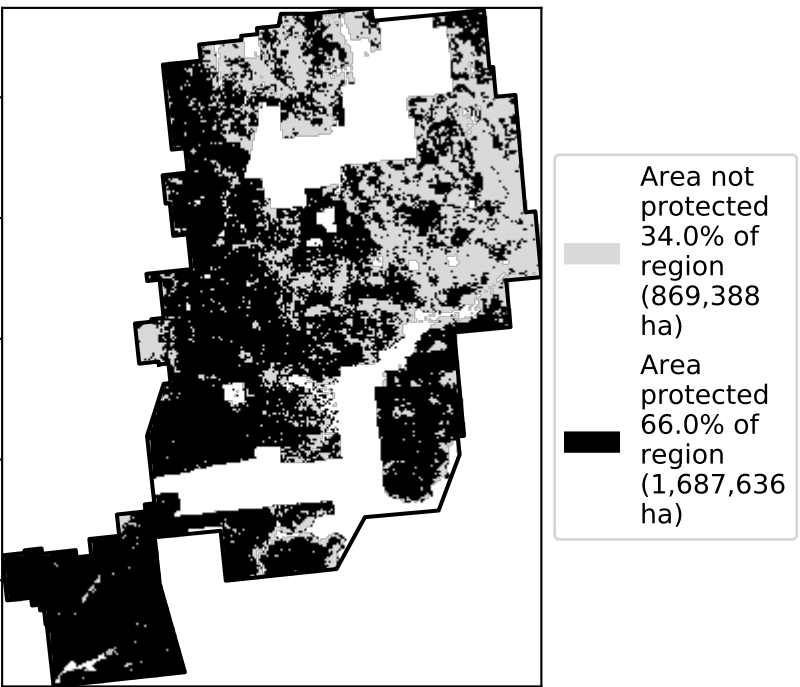 Area not
protected
34.0% of
region
(869,388
ha)
Area
protected
66.0% of
region
(1,687,636
ha)